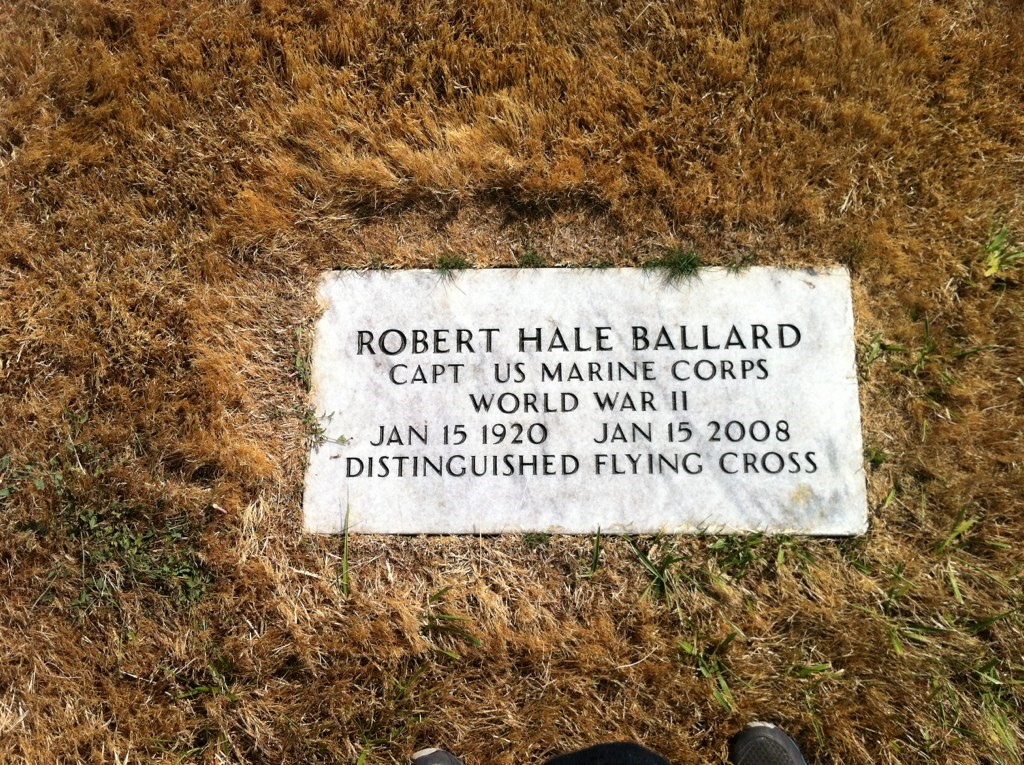 ROBERT HALE BALLARD
CAPT US MARINE CORPS
WORLD WAR II
JAN 15 1920 JAN 15 2008
DISTINGUISHED FLYING CROSS